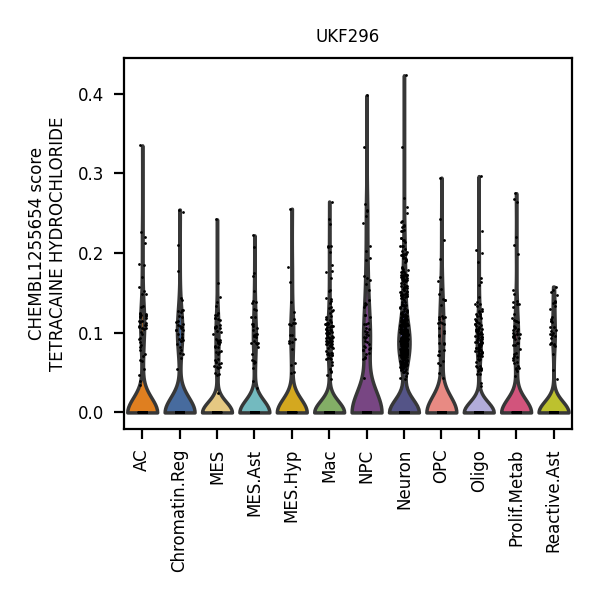 UKF296
CHEMBL1255654 score
TETRACAINE HYDROCHLORIDE
0.4
0.3
0.2
0.1
0.0
AC
Chromatin.Reg
MES
MES.Ast
MES.Hyp
Mac
NPC
Neuron
OPC
Oligo
Prolif.Metab
Reactive.Ast